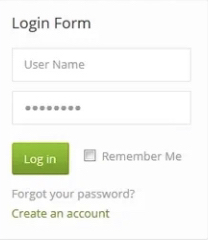 Login Form
User Name
••••••••
Log in Remember Me
Forgot your password?
Create an account